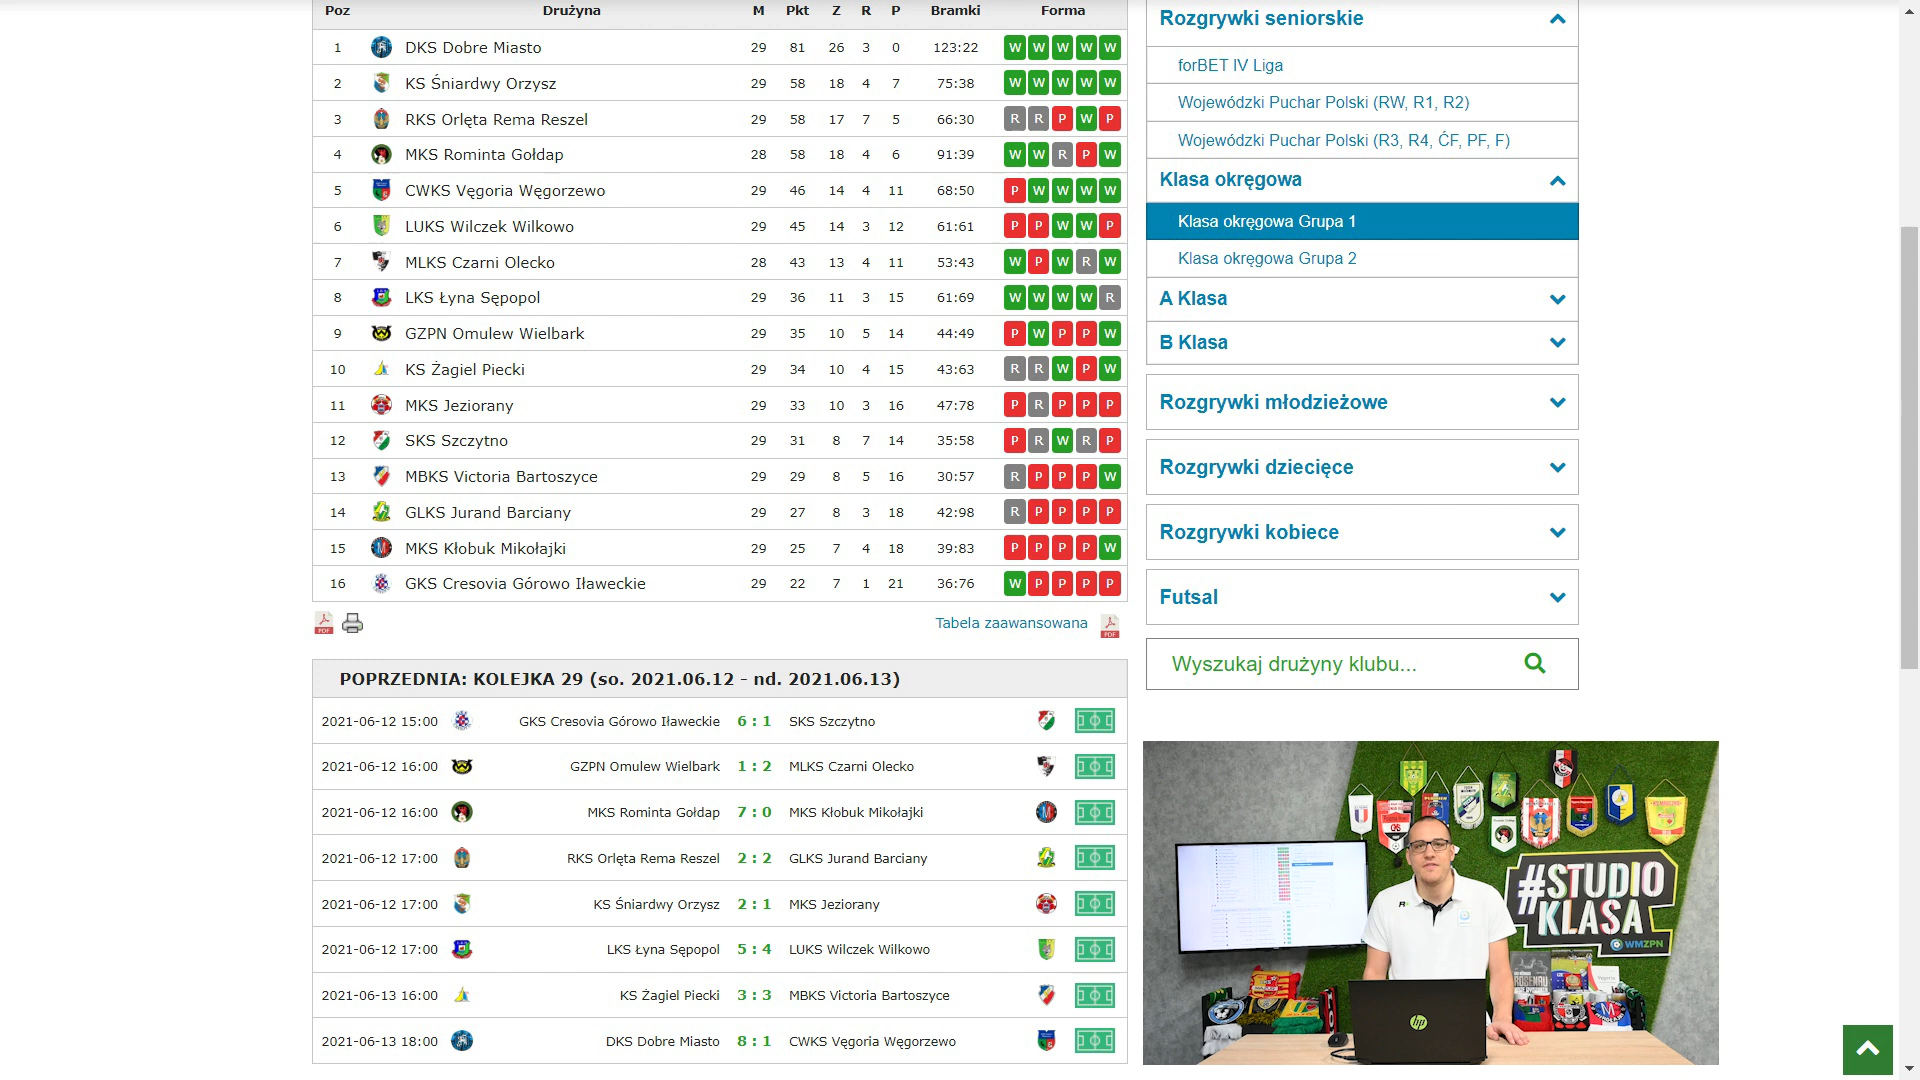 Poz Drużyna M Pkt Z R P Bramki Forma
1 DKS Dobre Miasto 29 81 26 3 0 123:22 W W W W W
2 KS Śniardwy Orzysz 29 58 18 4 7 75:38 W W W W W
3 RKS Orlęta Rema Reszel 29 58 17 7 5 66:30 R R P W P
4 MKS Rominta Gołdap 28 58 18 4 6 91:39 W W R P W
5 CWKS Vęgoria Węgorzewo 29 46 14 4 11 68:50 P W W W W
6 LUKS Wilczek Wilkowo 29 45 14 3 12 61:61 P P W W P
7 MLKS Czarni Olecko 28 43 13 4 11 53:43 W P W R W
8 LKS Łyna Sępopol 29 36 11 3 15 61:69 W W W W R
9 GZPN Omulew Wielbark 29 35 10 5 14 44:49 P W P P W
10 KS Żagiel Piecki 29 34 10 4 15 43:63 R R W P W
11 MKS Jeziorany 29 33 10 3 16 47:78 P R P P P
12 SKS Szczytno 29 31 8 7 14 35:58 P R W R P
13 MBKS Victoria Bartoszyce 29 29 8 5 16 30:57 R P P P W
14 GLKS Jurand Barciany 29 27 8 3 18 42:98 R P P P P
15 MKS Kłobuk Mikołajki 29 25 7 4 18 39:83 P P P P W
16 GKS Cresovia Górowo Iławeckie 29 22 7 1 21 36:76 W P P P P
PDF
Tabela zaawansowana PDF
POPRZEDNIA: KOLEJKA 29 (so. 2021.06.12 - nd. 2021.06.13)
2021-06-12 15:00 GKS Cresovia Górowo Iławeckie 6 : 1 SKS Szczytno
2021-06-12 16:00 GZPN Omulew Wielbark 1 : 2 MLKS Czarni Olecko
2021-06-12 16:00 MKS Rominta Gołdap 7 : 0 MKS Kłobuk Mikołajki
2021-06-12 17:00 RKS Orlęta Rema Reszel 2 : 2 GLKS Jurand Barciany
2021-06-12 17:00 KS Śniardwy Orzysz 2 : 1 MKS Jeziorany
2021-06-12 17:00 LKS Łyna Sępopol 5 : 4 LUKS Wilczek Wilkowo
2021-06-13 16:00 KS Żagiel Piecki 3 : 3 MBKS Victoria Bartoszyce
2021-06-13 18:00 DKS Dobre Miasto 8 : 1 CWKS Vęgoria Węgorzewo
Rozgrywki seniorskie
forBET IV Liga
Wojewódzki Puchar Polski (RW, R1, R2)
Wojewódzki Puchar Polski (R3, R4, ĆF, PF, F)
Klasa okręgowa
Klasa okręgowa Grupa 1
Klasa okręgowa Grupa 2
A Klasa
B Klasa
Rozgrywki młodzieżowe
Rozgrywki dziecięce
Rozgrywki kobiece
Futsal
Wyszukaj drużyny klubu...
#STUDIO
KLASA
WMZPN
hp